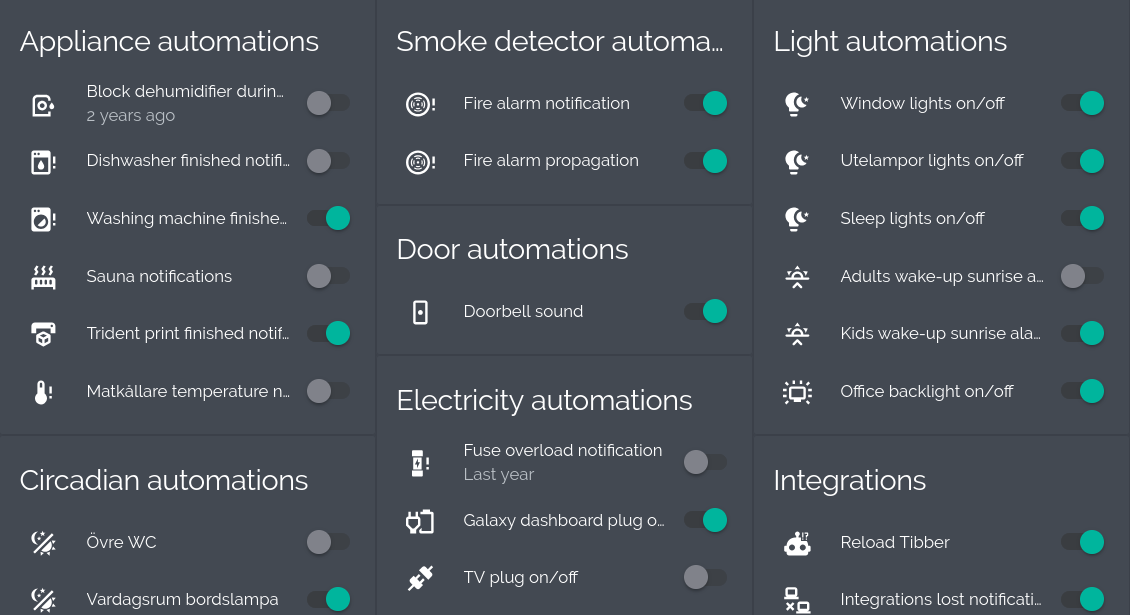 Appliance automations
Block dehumidifier durin...
2 years ago
Dishwasher finished notifi...
Washing machine finishe...
Sauna notifications
Trident print finished notif...
Matkällare temperature n...
Circadian automations
Övre WC
Vardagsrum bordslampa
Smoke detector automa...
Fire alarm notification
Fire alarm propagation
Door automations
Doorbell sound
Electricity automations
Fuse overload notification
Last year
Galaxy dashboard plug o...
TV plug on/off
Light automations
Window lights on/off
Utelampor lights on/off
Sleep lights on/off
Adults wake-up sunrise a...
Kids wake-up sunrise ala...
Office backlight on/off
Integrations
Reload Tibber
Integrations lost notificati...